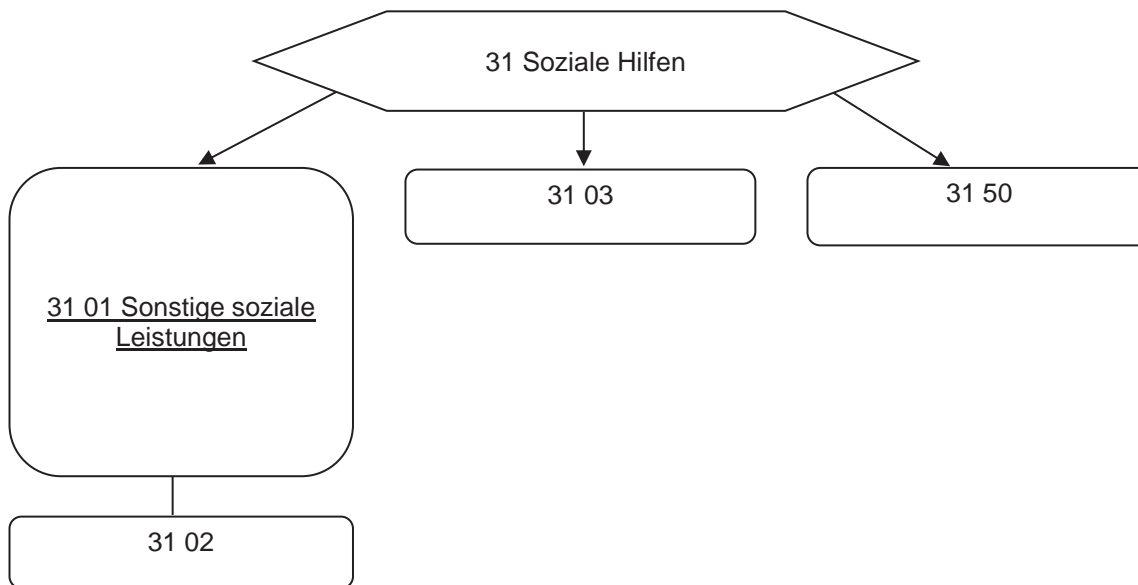 31 Soziale Hilfen
31 03
31 50
31 01 Sonstige soziale
Leistungen
31 02